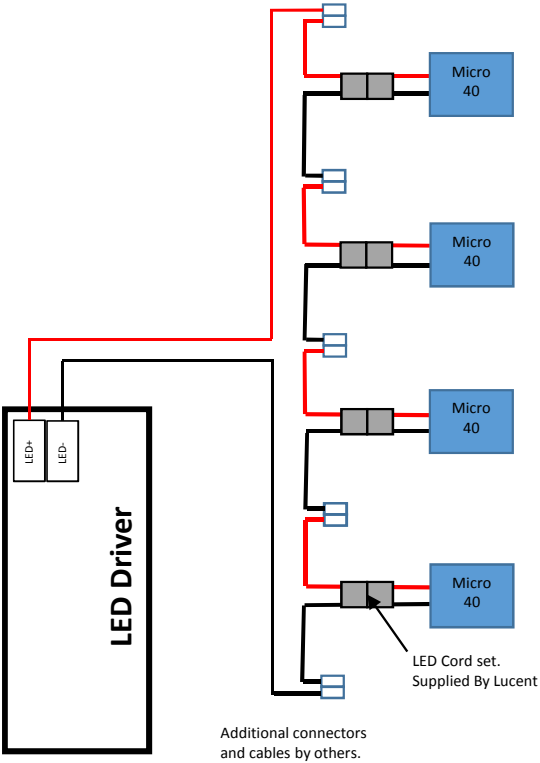 Micro
40
Micro
40
LED+
LED-
LED Driver
Micro
40
Micro
40
LED Cord set.
Supplied By Lucent
Additional connectors
and cables by others.